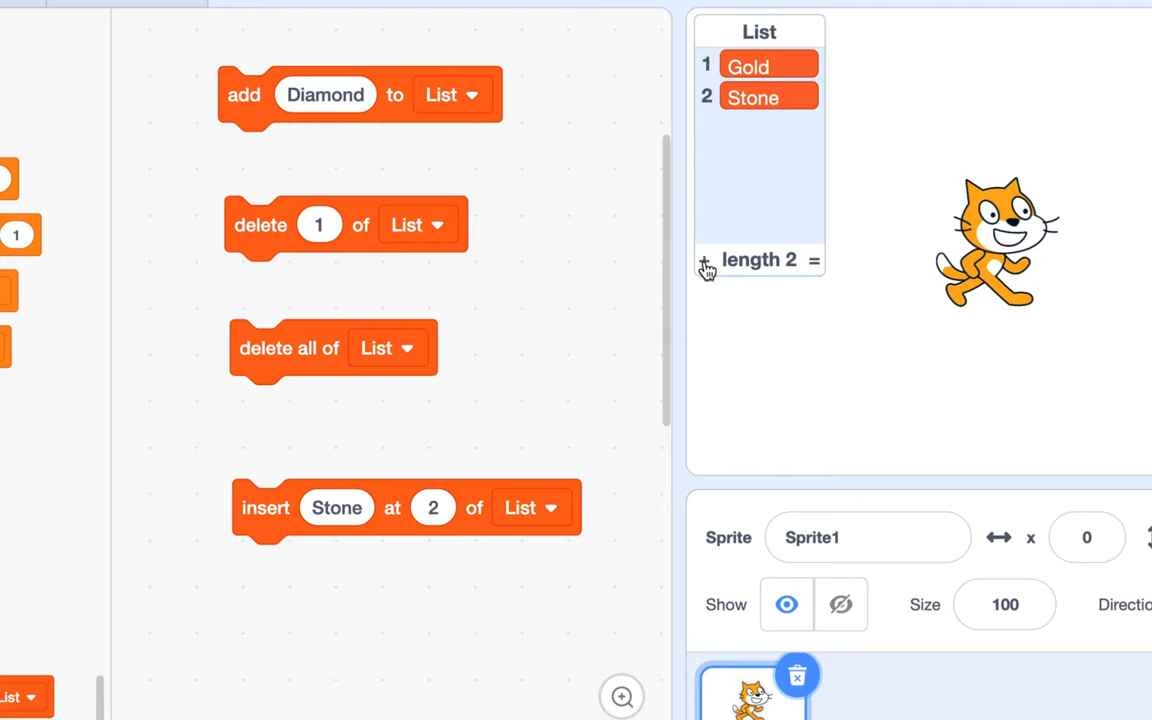 add Diamond to List
delete 1 of List
delete all of List
insert Stone at 2 of List
1
List
List
1 Gold
2 Stone
+ length 2 =
Sprite Sprite1 x 0
Show Size 100 Directio